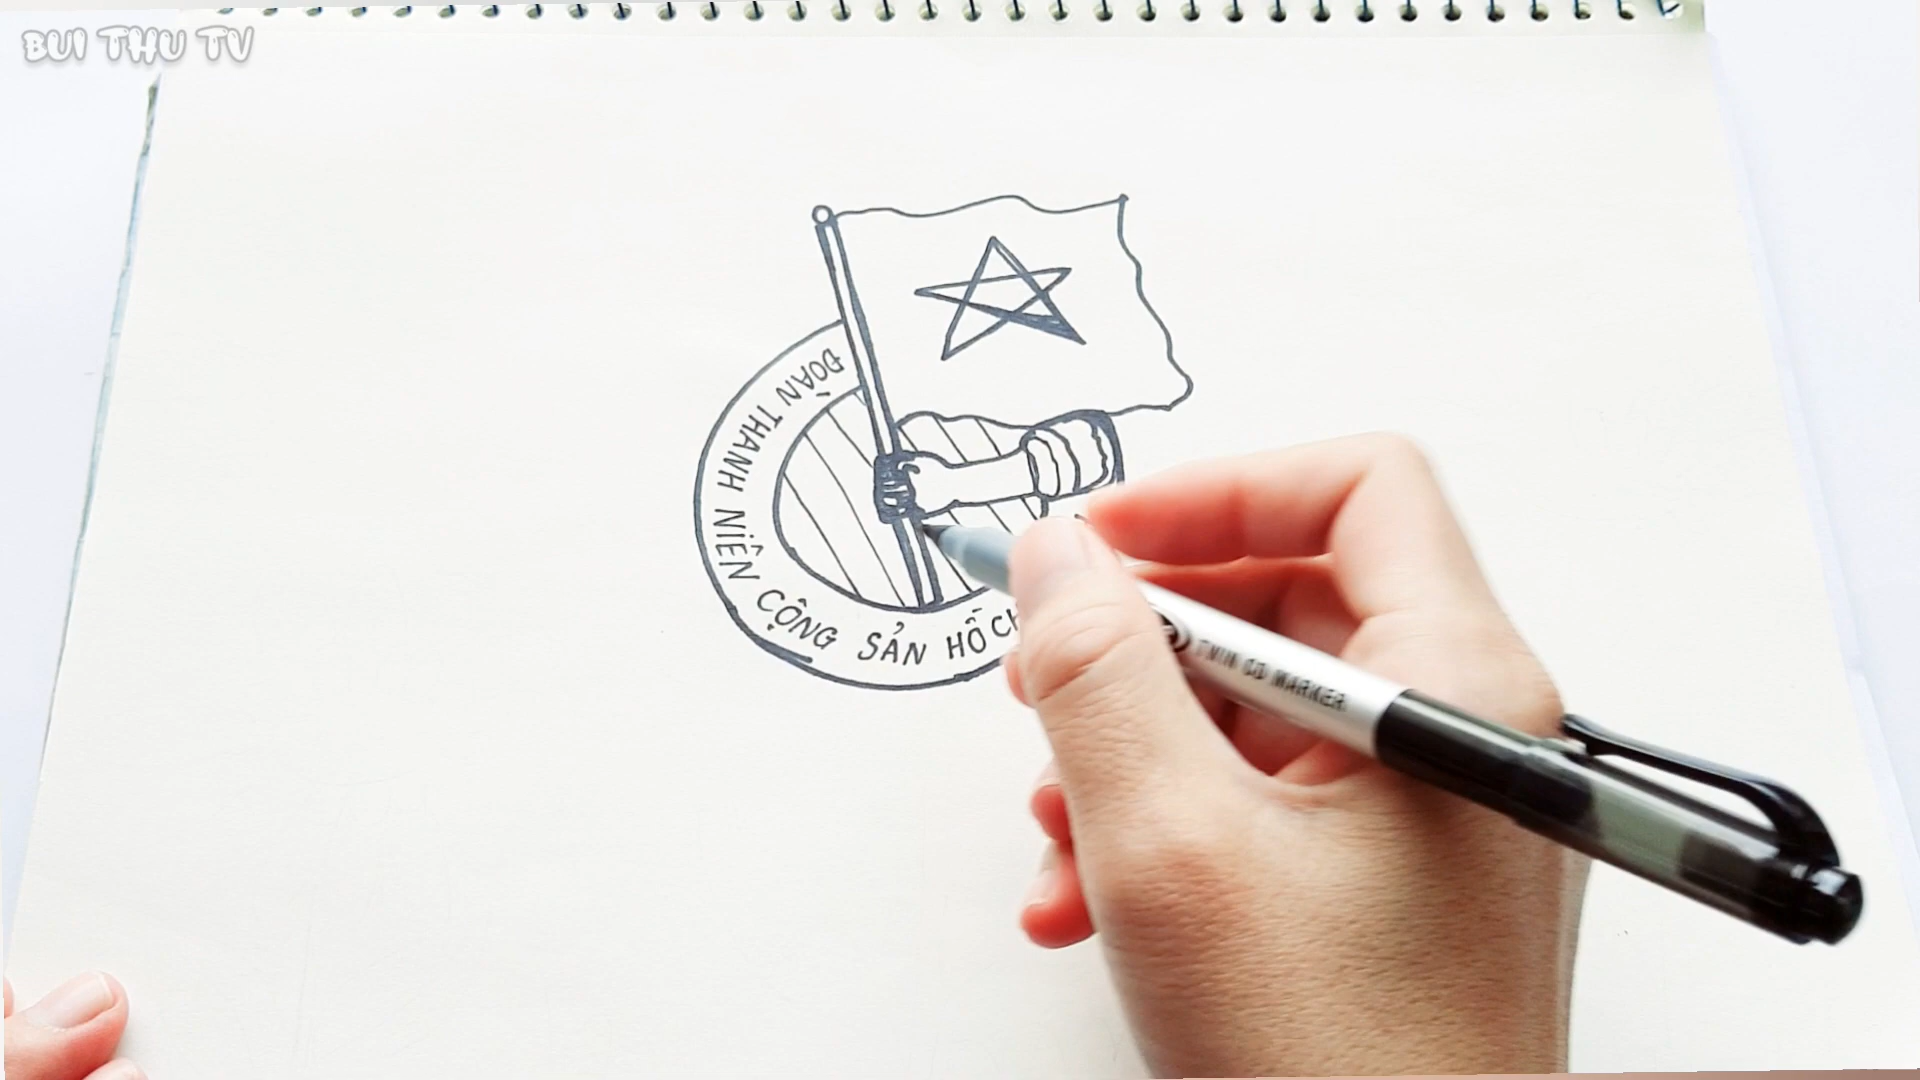 BUI THU TV
ĐOÀN THANH NIÊN CỘNG SẢN HỒ CH
TWIN CD MARKER